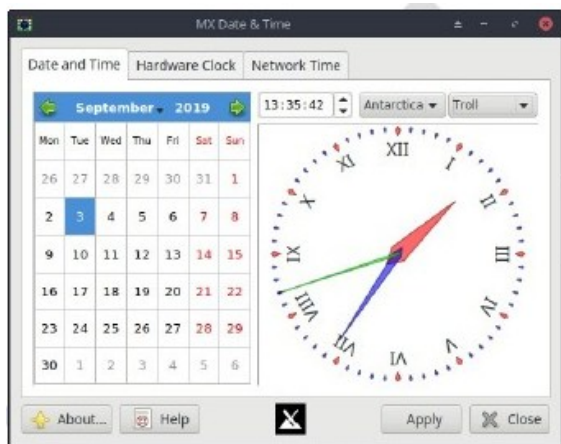 MX Date & Time
Date and Time Hardware Clock Network Time
September 2019
13:35:42 Antarctica Troll
Mon Tue Wed Thu Fri Sat Sun
26 27 28 29 30 31 1
2 3 4 5 6 7 8
9 10 11 12 13 14 15
16 17 18 19 20 21 22
23 24 25 26 27 28 29
30 1 2 3 4 5 6
XII
I
II
III
IV
V
VI
VII
VIII
IX
X
XI
About... Help Apply Close